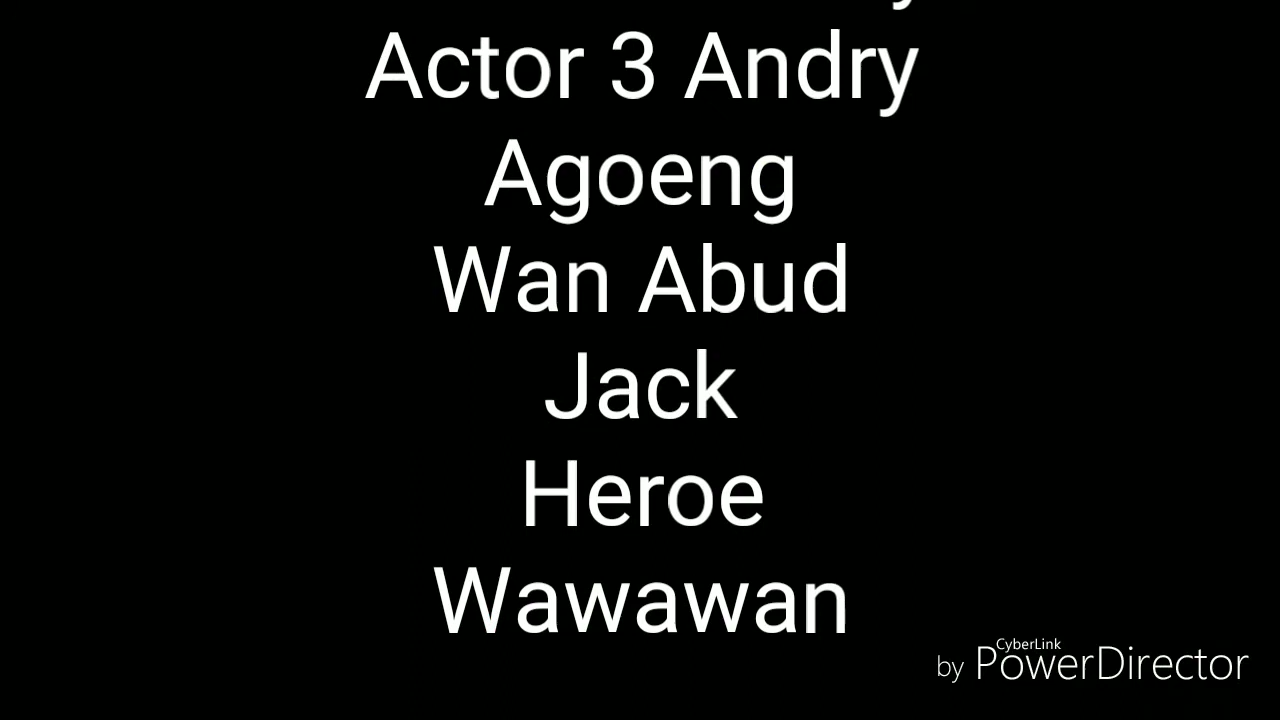 Actor 3 Andry
Agoeng
Wan Abud
Jack
Heroe
Wawawan
CyberLink
by PowerDirector